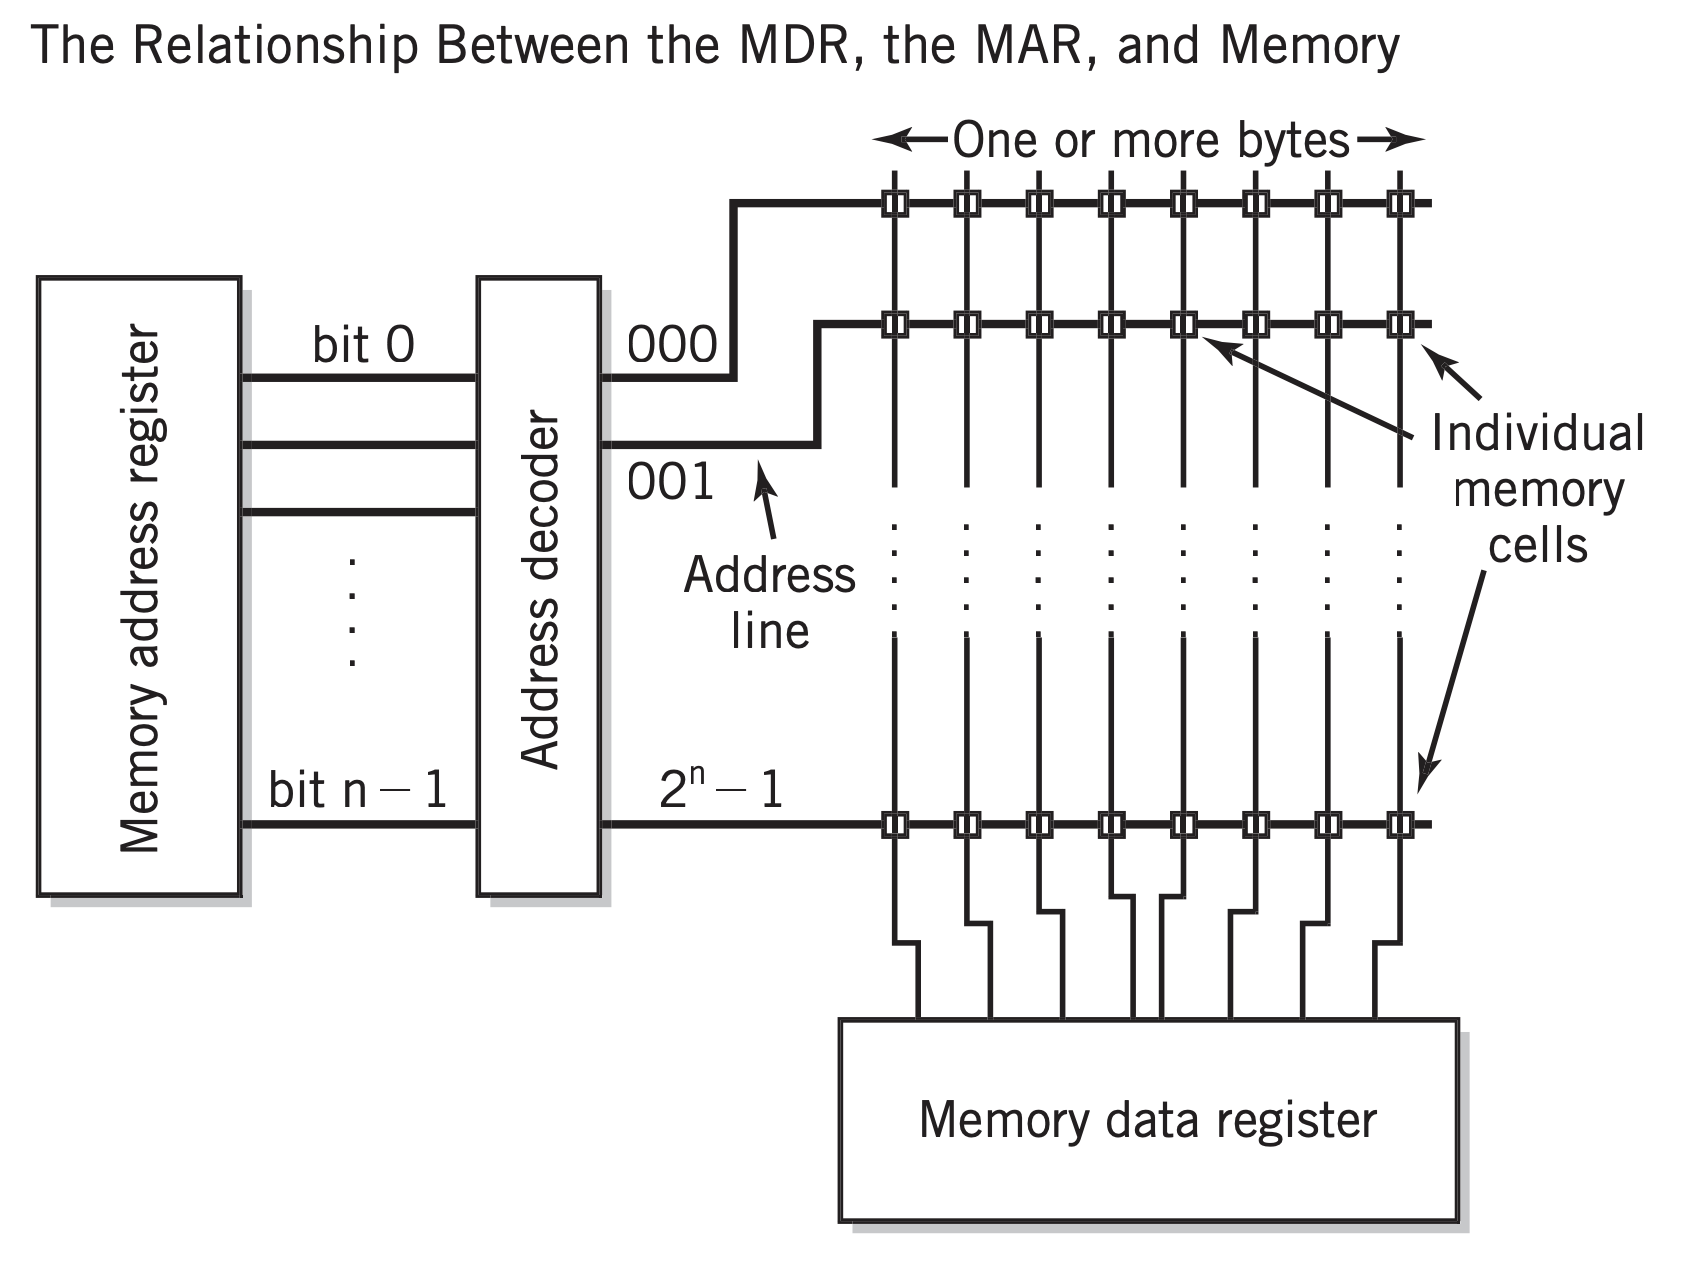 The Relationship Between the MDR, the MAR, and Memory
One or more bytes
Memory address register
bit 0
bit n – 1
Address decoder
000
001
Address
line
2ⁿ – 1
Individual
memory
cells
Memory data register